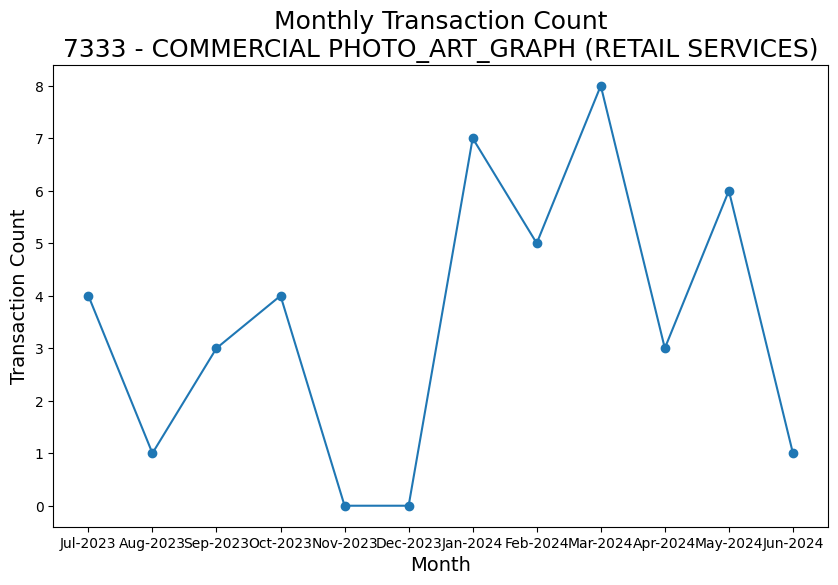 Monthly Transaction Count
7333 - COMMERCIAL PHOTO_ART_GRAPH (RETAIL SERVICES)
Transaction Count
8
7
6
5
4
3
2
1
0
Jul-2023 Aug-2023 Sep-2023 Oct-2023 Nov-2023 Dec-2023 Jan-2024 Feb-2024 Mar-2024 Apr-2024 May-2024 Jun-2024
Month